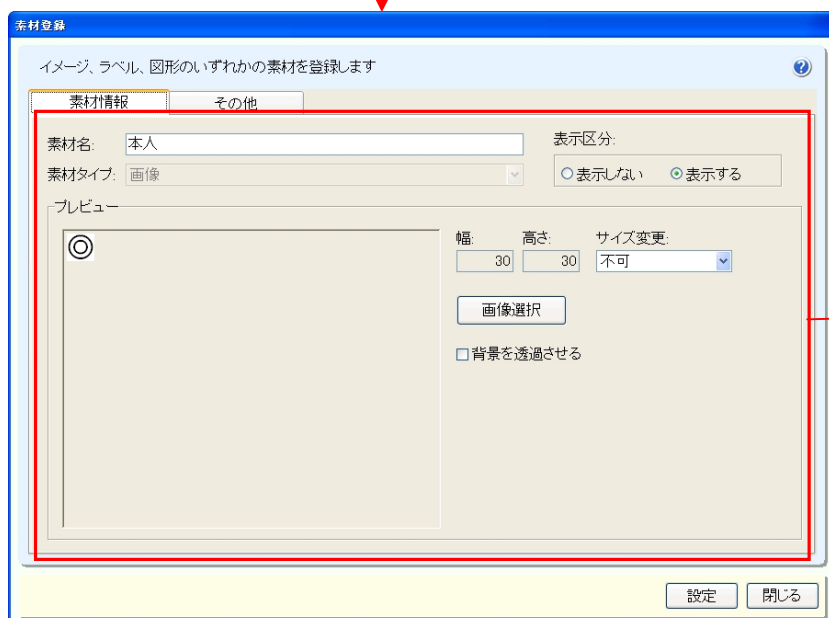 素材登録
イメージ、ラベル、図形のいずれかの素材を登録します
素材情報 その他
素材名: 本人
表示区分:
素材タイプ: 画像
表示しない 表示する
プレビュー
幅: 高さ: サイズ変更:
30 30 不可
画像選択
背景を透過させる
設定 閉じる